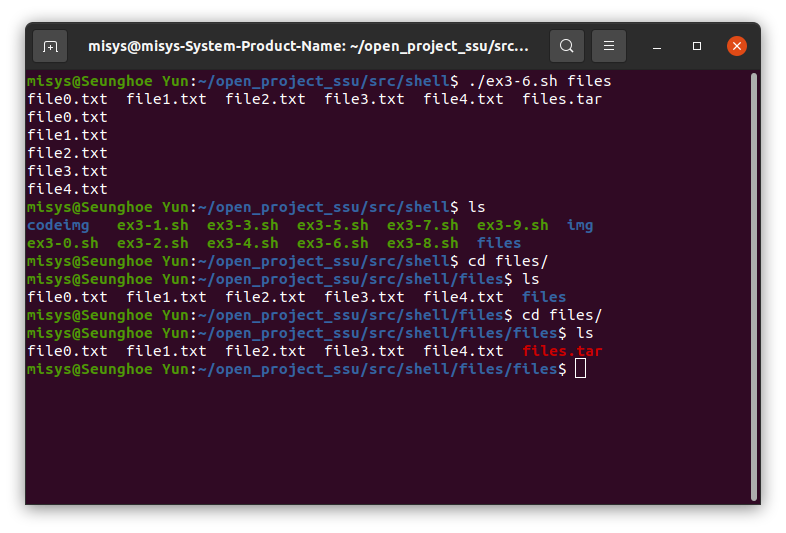 misys@misys-System-Product-Name: ~/open_project_ssu/src...
misys@Seunghoe Yun:~/open_project_ssu/src/shell$ ./ex3-6.sh files
file0.txt  file1.txt  file2.txt  file3.txt  file4.txt  files.tar
file0.txt
file1.txt
file2.txt
file3.txt
file4.txt
misys@Seunghoe Yun:~/open_project_ssu/src/shell$ ls
codeimg   ex3-1.sh  ex3-3.sh  ex3-5.sh  ex3-7.sh  ex3-9.sh  img
ex3-0.sh  ex3-2.sh  ex3-4.sh  ex3-6.sh  ex3-8.sh  files
misys@Seunghoe Yun:~/open_project_ssu/src/shell$ cd files/
misys@Seunghoe Yun:~/open_project_ssu/src/shell/files$ ls
file0.txt  file1.txt  file2.txt  file3.txt  file4.txt  files
misys@Seunghoe Yun:~/open_project_ssu/src/shell/files$ cd files/
misys@Seunghoe Yun:~/open_project_ssu/src/shell/files/files$ ls
file0.txt  file1.txt  file2.txt  file3.txt  file4.txt  files.tar
misys@Seunghoe Yun:~/open_project_ssu/src/shell/files/files$